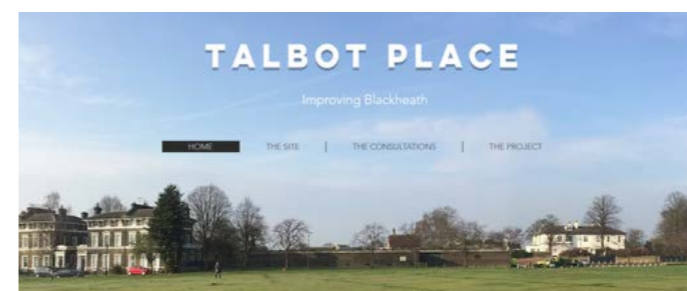 TALBOT PLACE
Improving Blackheath
HOME THE SITE | THE CONSULTATIONS | THE PROJECT